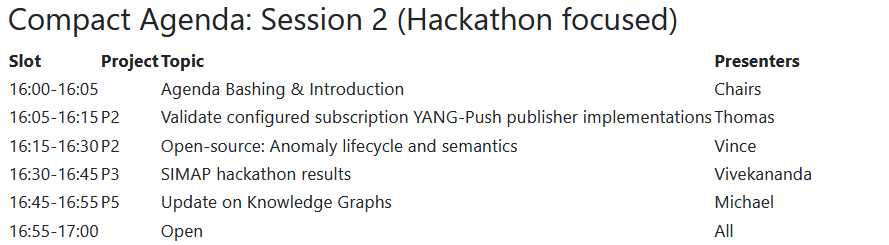 Compact Agenda: Session 2 (Hackathon focused)
Slot Project Topic Presenters
16:00-16:05 Agenda Bashing & Introduction Chairs
16:05-16:15 P2 Validate configured subscription YANG-Push publisher implementations Thomas
16:15-16:30 P2 Open-source: Anomaly lifecycle and semantics Vince
16:30-16:45 P3 SIMAP hackathon results Vivekananda
16:45-16:55 P5 Update on Knowledge Graphs Michael
16:55-17:00 Open All